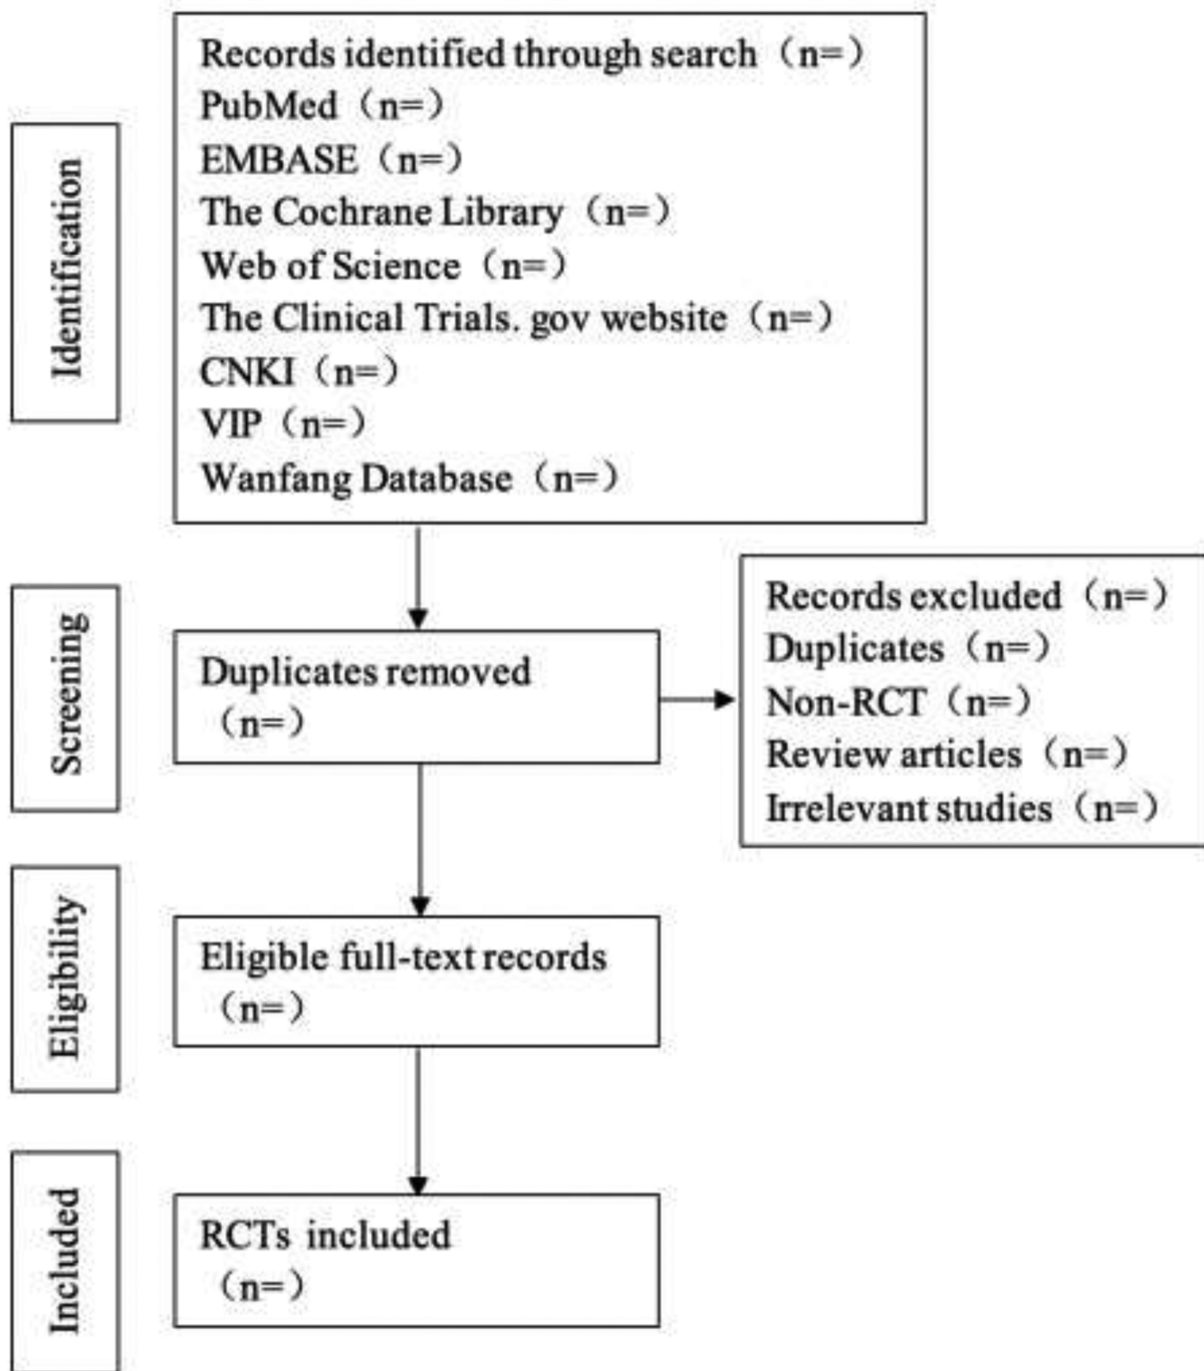 Identification
Records identified through search（n=）
PubMed（n=）
EMBASE（n=）
The Cochrane Library（n=）
Web of Science（n=）
The Clinical Trials. gov website（n=）
CNKI（n=）
VIP（n=）
Wanfang Database（n=）
Screening
Duplicates removed
（n=）
Records excluded（n=）
Duplicates（n=）
Non-RCT（n=）
Review articles（n=）
Irrelevant studies（n=）
Eligibility
Eligible full-text records
（n=）
Included
RCTs included
（n=）